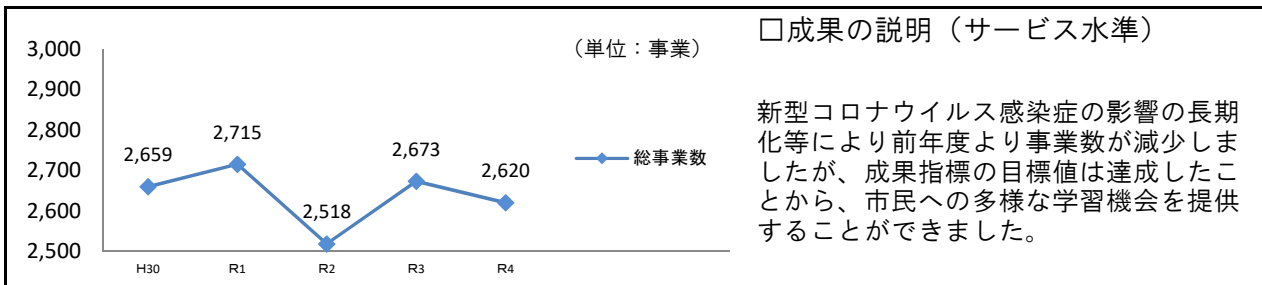 3,000
2,900
2,800
2,700
2,600
2,500
（単位：事業）
2,659
2,715
2,518
2,673
2,620
総事業数
H30
R1
R2
R3
R4
□成果の説明（サービス水準）
新型コロナウイルス感染症の影響の長期
化等により前年度より事業数が減少しま
したが、成果指標の目標値は達成したこ
とから、市民への多様な学習機会を提供
することができました。